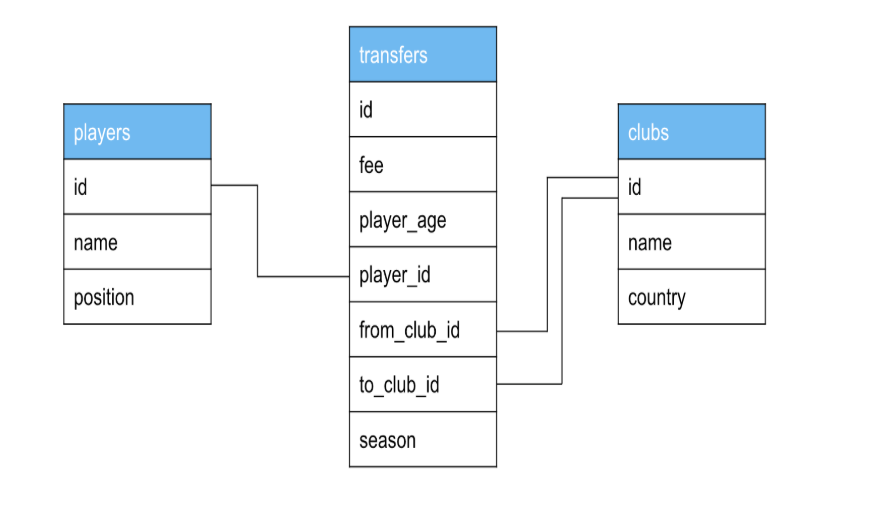 players
id
name
position
transfers
id
fee
player_age
player_id
from_club_id
to_club_id
season
clubs
id
name
country